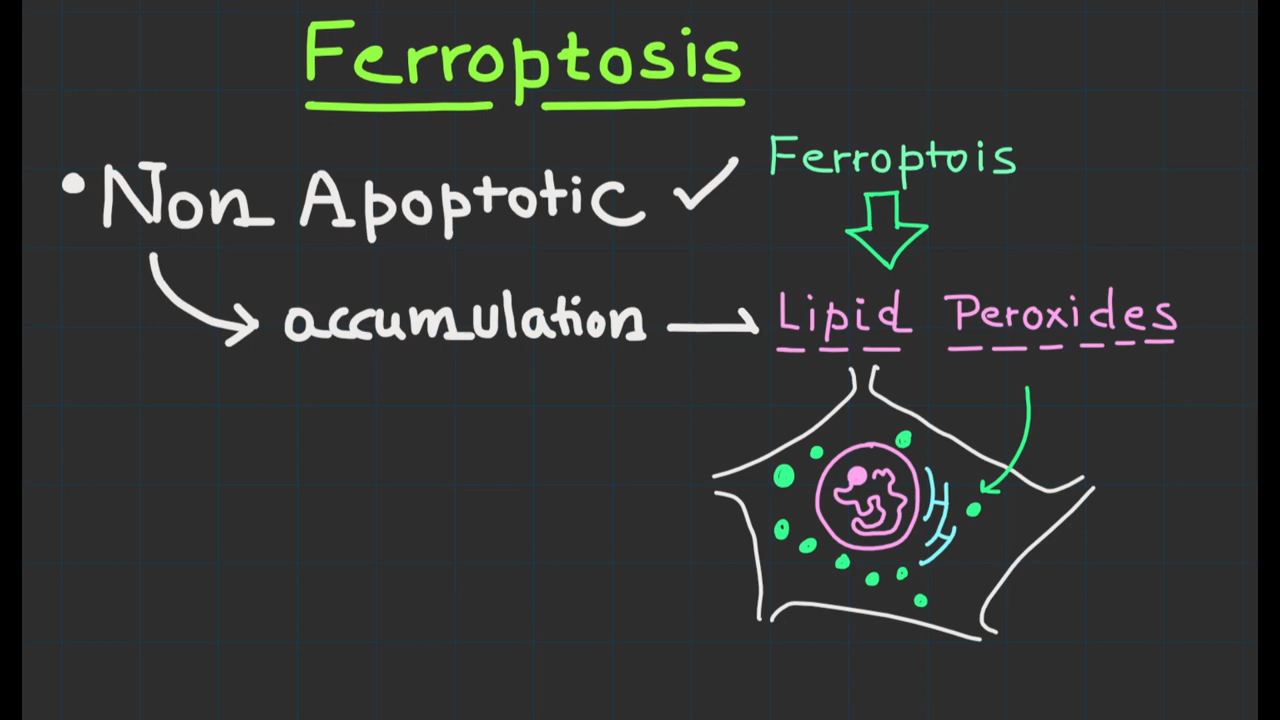 Ferroptosis
• Non Apoptotic ✓
Ferroptois
accumulation → Lipid Peroxides